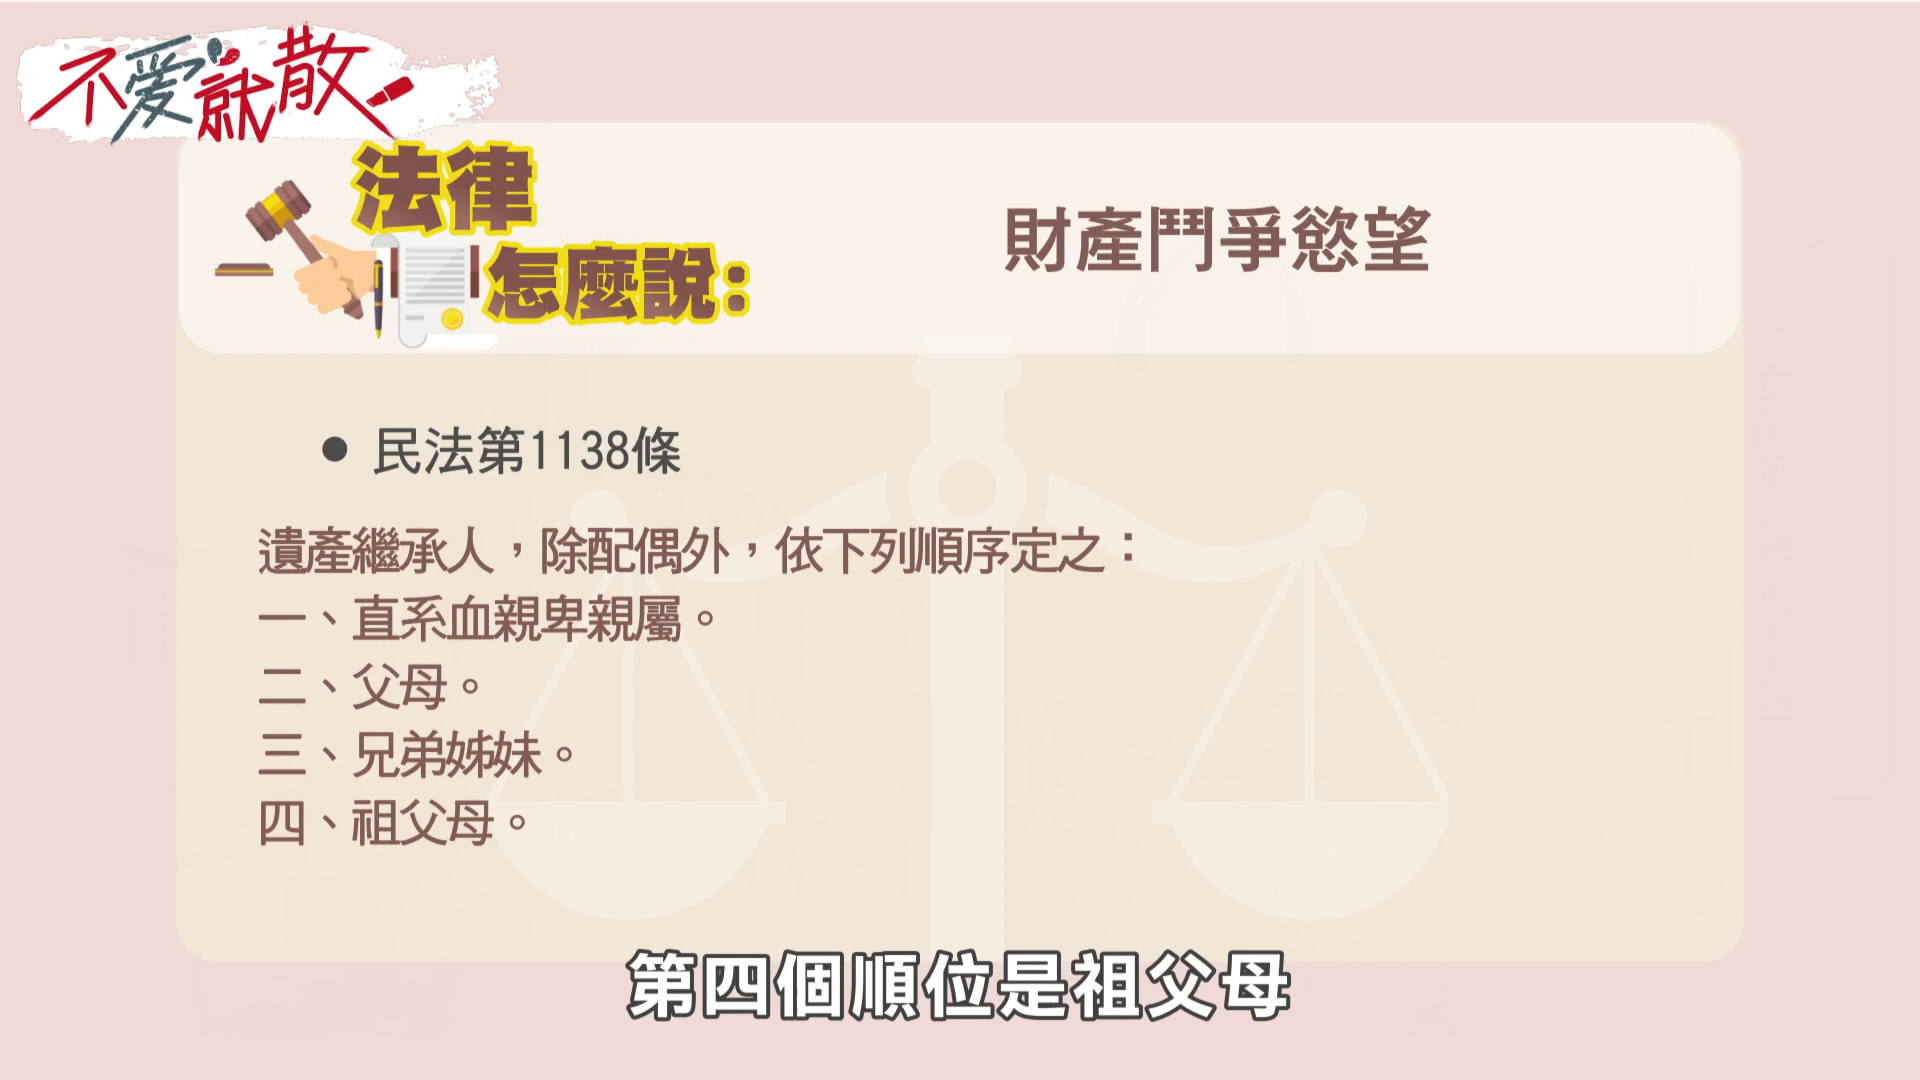 不愛就散
法律
怎麼說:
財產鬥爭慾望
● 民法第1138條
遺產繼承人，除配偶外，依下列順序定之：
一、直系血親卑親屬。
二、父母。
三、兄弟姊妹。
四、祖父母。
第四個順位是祖父母